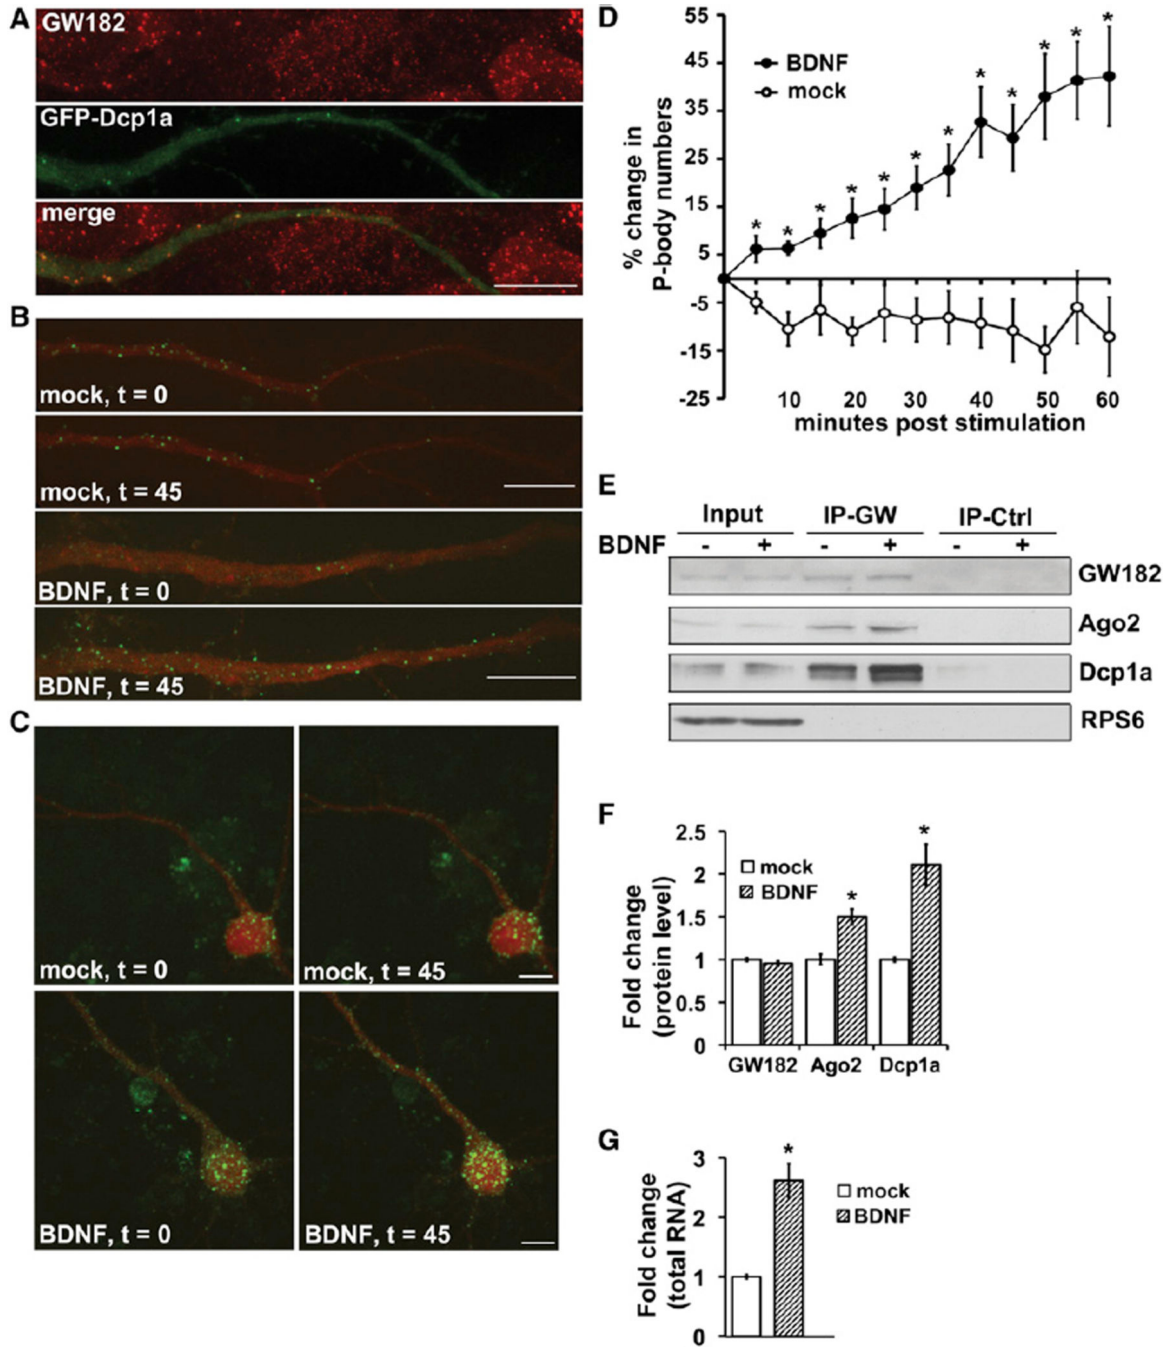 A
GW182
GFP-Dcp1a
merge
B
mock, t = 0
mock, t = 45
BDNF, t = 0
BDNF, t = 45
C
mock, t = 0
mock, t = 45
BDNF, t = 0
BDNF, t = 45
D
% change in
P-body numbers
55
45
35
25
15
5
-5
-15
-25
BDNF
mock
* * * * * * * * * * * *
10 20 30 40 50 60
minutes post stimulation
E
Input IP-GW IP-Ctrl
BDNF - + - + - +
GW182
Ago2
Dcp1a
RPS6
F
Fold change
(protein level)
2.5
2
1.5
1
0.5
0
mock
BDNF
*
*
GW182 Ago2 Dcp1a
G
Fold change
(total RNA)
3
2
1
0
*
mock
BDNF